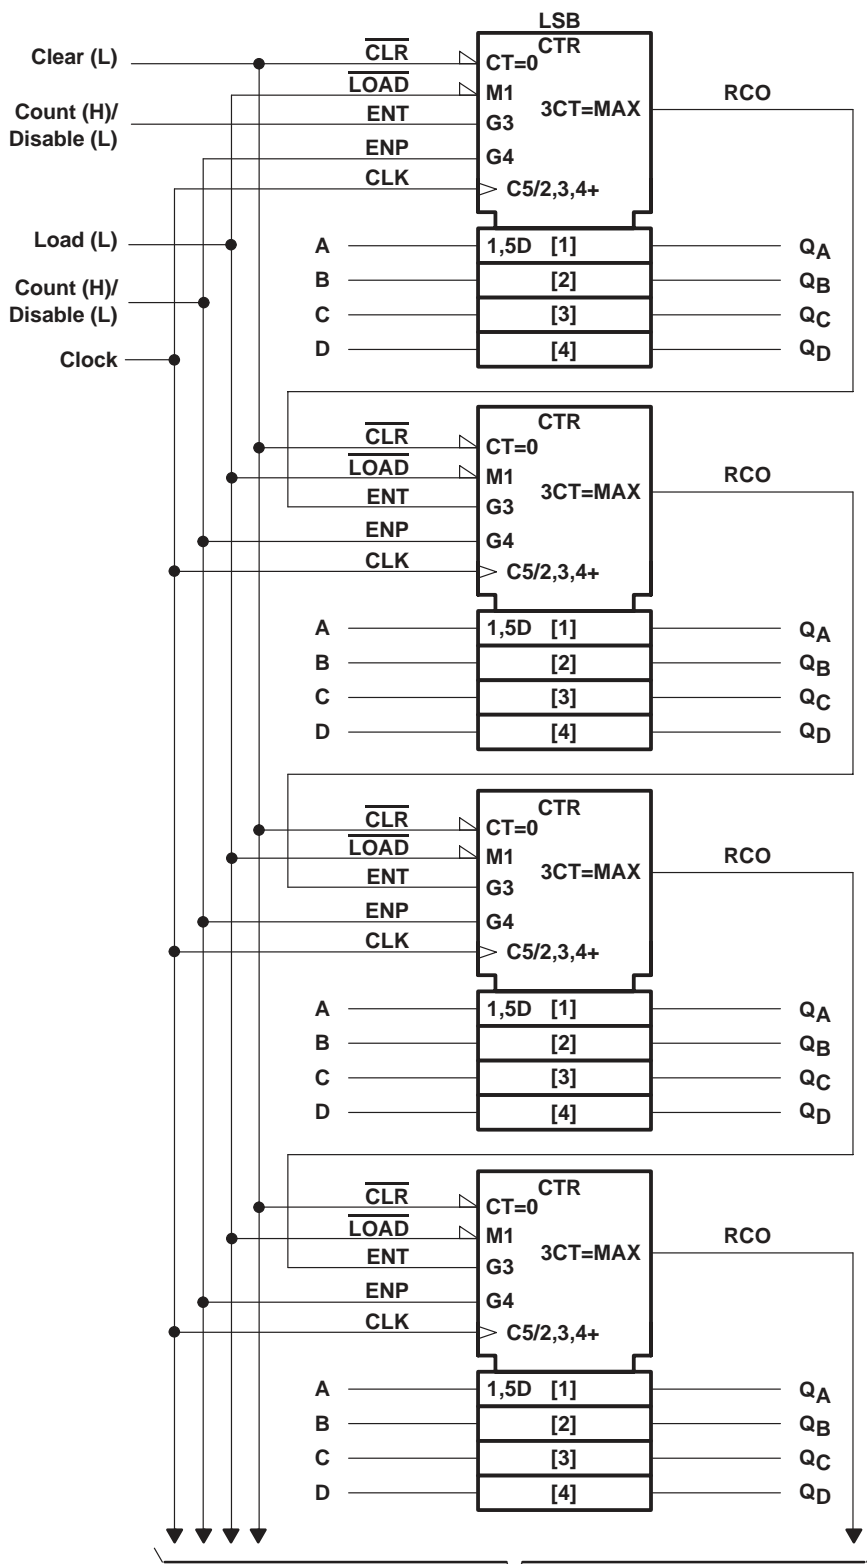 LSB
CTR
Clear (L)
CLR
CT=0
LOAD
M1
Count (H)/
Disable (L)
ENT
G3
3CT=MAX
RCO
ENP
G4
CLK
C5/2,3,4+
Load (L)
A
1,5D [1]
QA
Count (H)/
Disable (L)
B
[2]
QB
C
[3]
QC
Clock
D
[4]
QD
CTR
CLR
CT=0
LOAD
M1
ENT
G3
3CT=MAX
RCO
ENP
G4
CLK
C5/2,3,4+
A
1,5D [1]
QA
B
[2]
QB
C
[3]
QC
D
[4]
QD
CTR
CLR
CT=0
LOAD
M1
ENT
G3
3CT=MAX
RCO
ENP
G4
CLK
C5/2,3,4+
A
1,5D [1]
QA
B
[2]
QB
C
[3]
QC
D
[4]
QD
CTR
CLR
CT=0
LOAD
M1
ENT
G3
3CT=MAX
RCO
ENP
G4
CLK
C5/2,3,4+
A
1,5D [1]
QA
B
[2]
QB
C
[3]
QC
D
[4]
QD